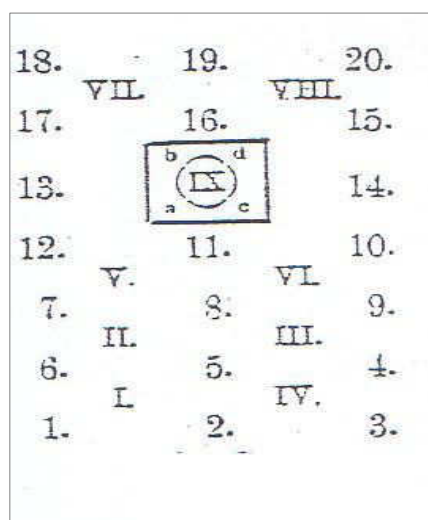 18. 19. 20.
VII. VIII.
17. 16. 15.
b d
13. IX 14.
a c
12. 11. 10.
V. VI.
7. 8. 9.
II. III.
6. 5. 4.
I. IV.
1. 2. 3.